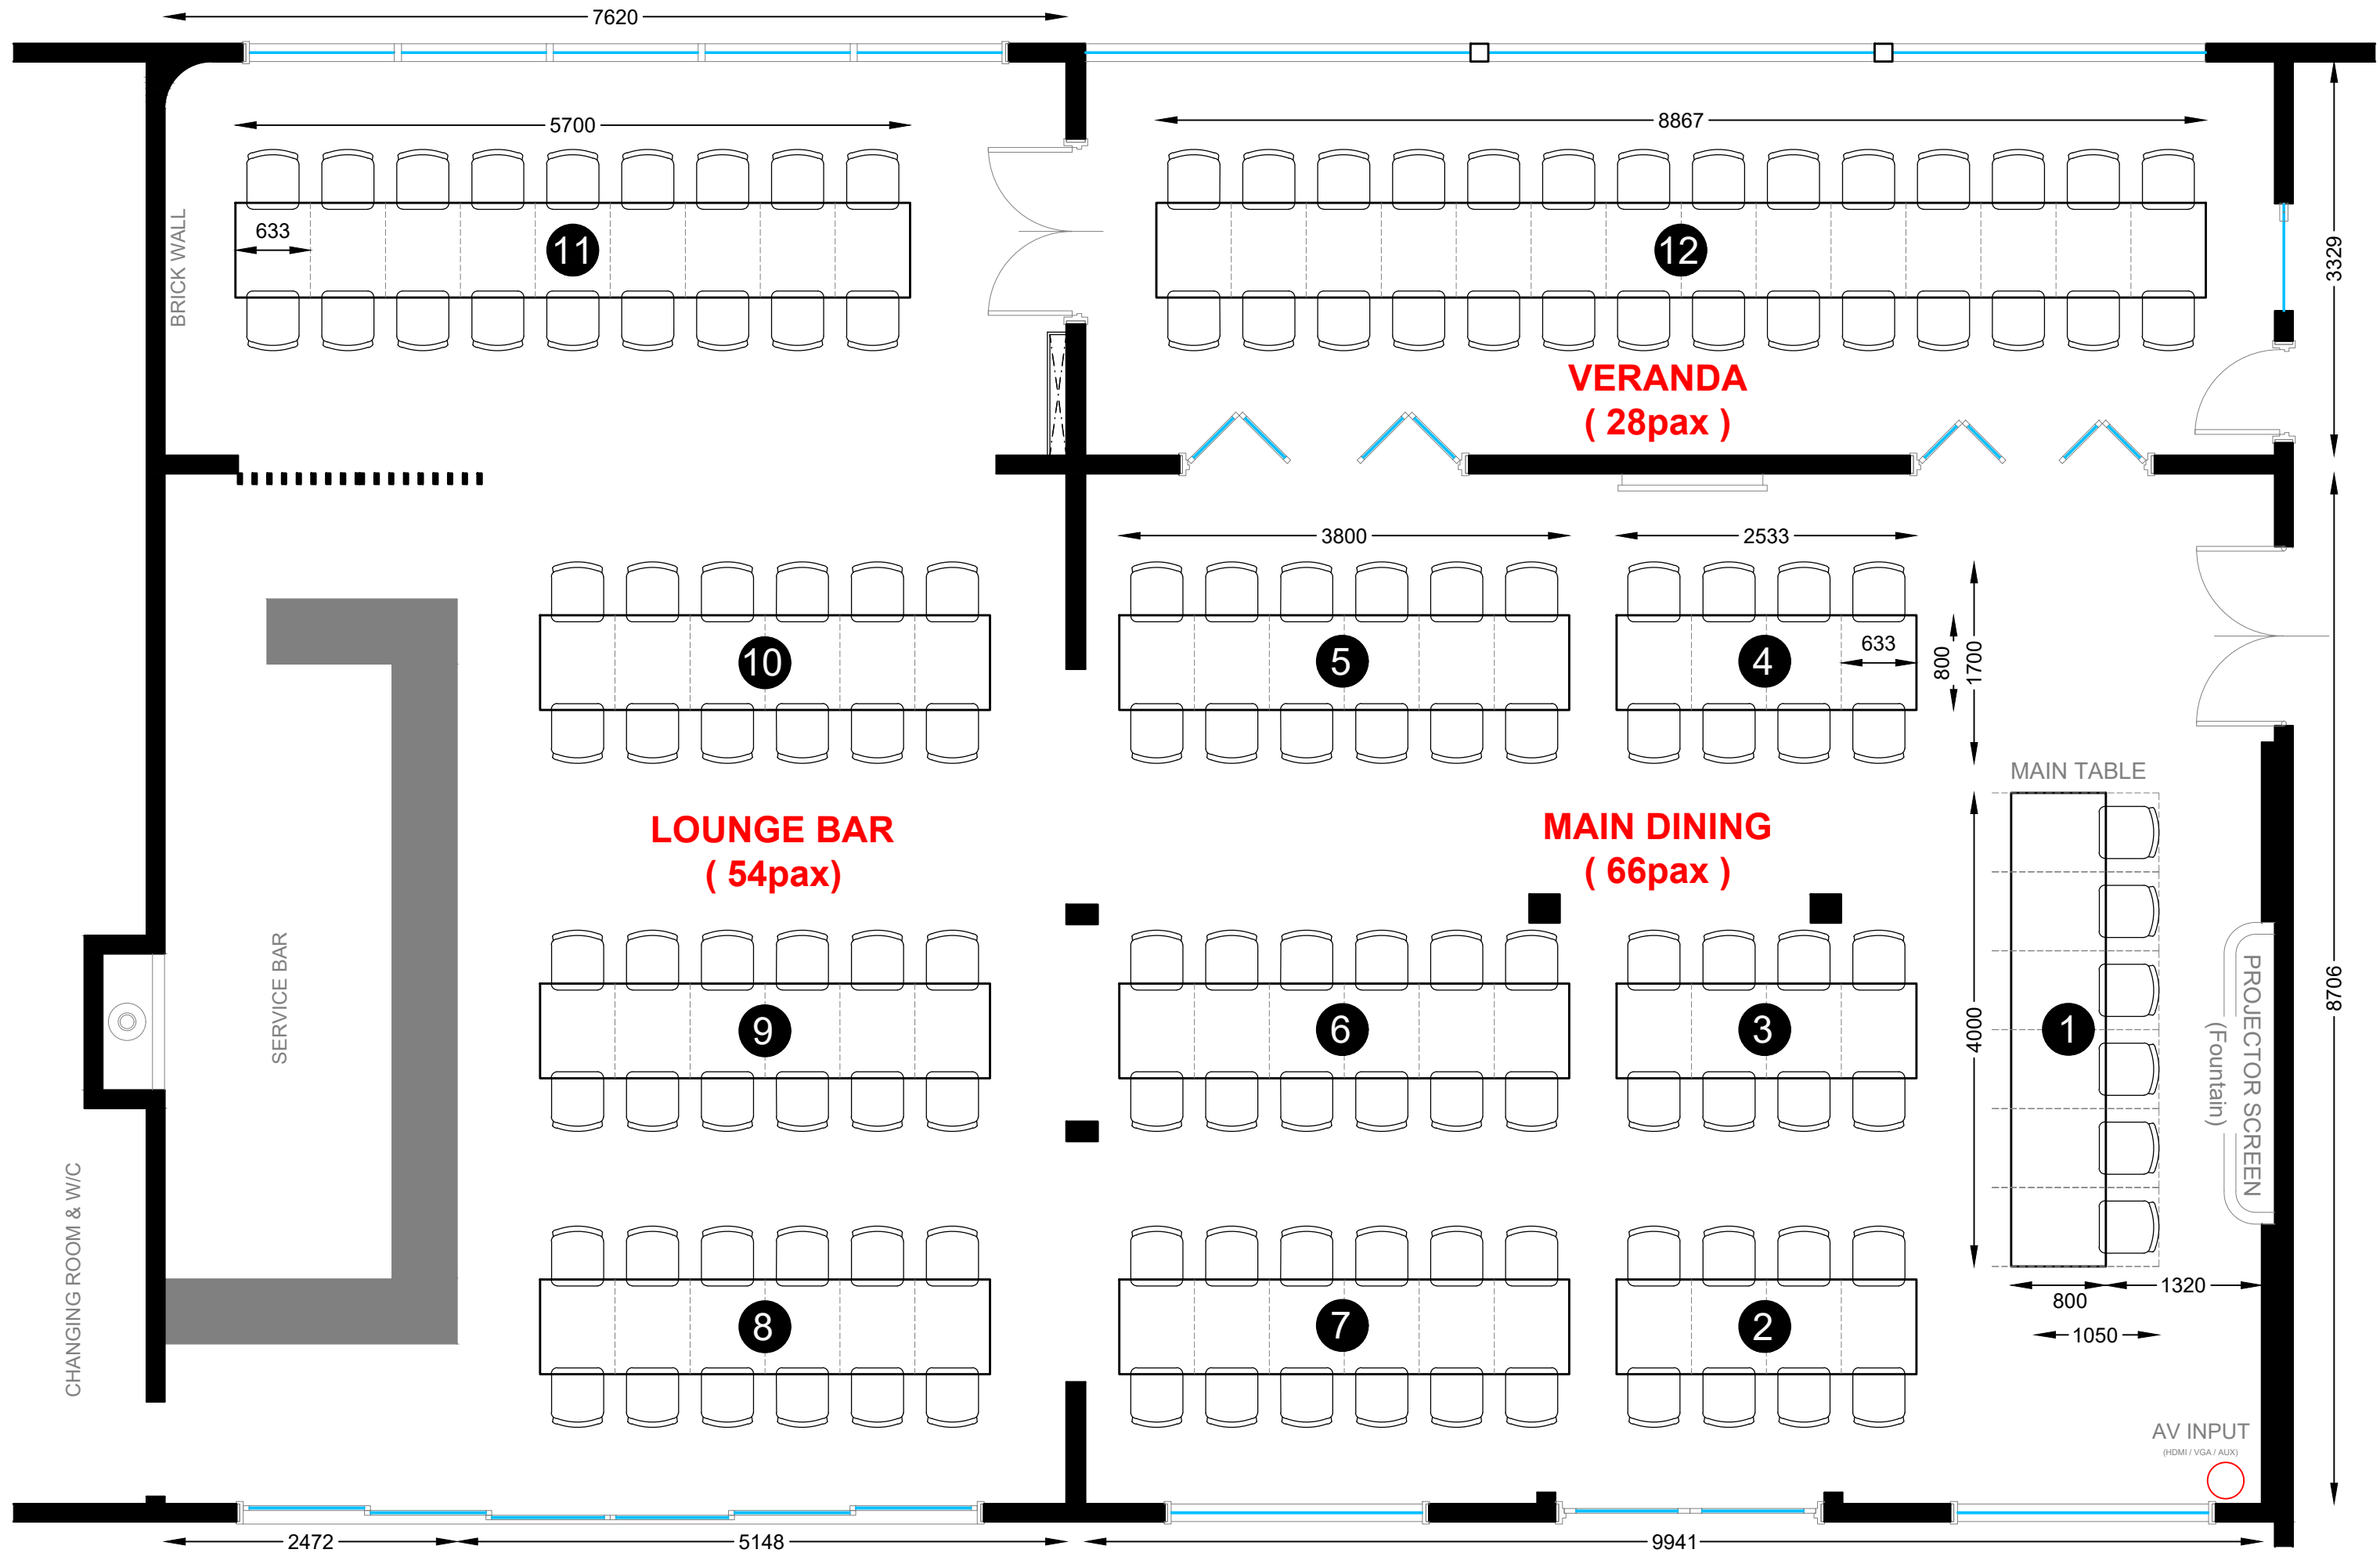 7620
5700
8867
BRICK WALL
633
11
12
3329
VERANDA
( 28pax )
3800
2533
10
5
4
633
800
1700
MAIN TABLE
LOUNGE BAR
( 54pax)
MAIN DINING
( 66pax )
SERVICE BAR
9
6
3
4000
1
PROJECTOR SCREEN
(Fountain)
8706
CHANGING ROOM & W/C
8
7
2
800
1320
1050
AV INPUT
(HDMI / VGA / AUX)
2472
5148
9941